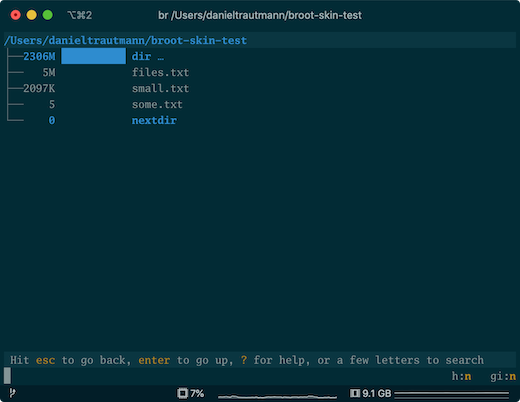 ⌥⌘2 br /Users/danieltrautmann/broot-skin-test
/Users/danieltrautmann/broot-skin-test
├──2306M dir …
├── 5M files.txt
├──2097K small.txt
├── 5 some.txt
└── 0 nextdir
Hit esc to go back, enter to go up, ? for help, or a few letters to search
h:n gi:n
7% 9.1 GB